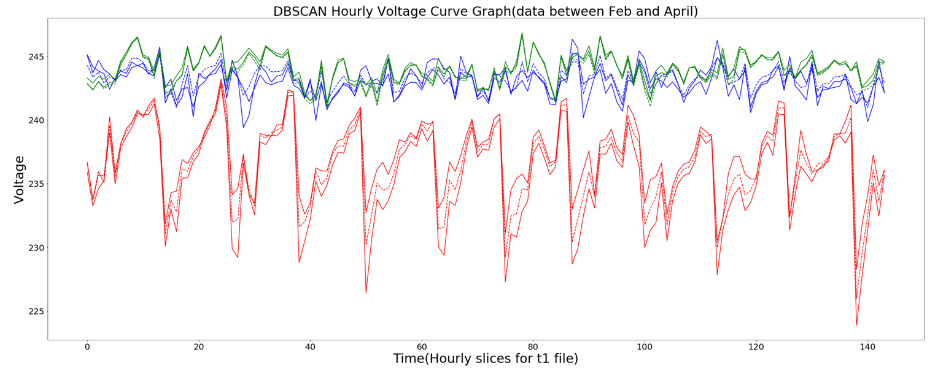 DBSCAN Hourly Voltage Curve Graph(data between Feb and April)
245
240
235
230
225
Voltage
0 20 40 60 80 100 120 140
Time(Hourly slices for t1 file)